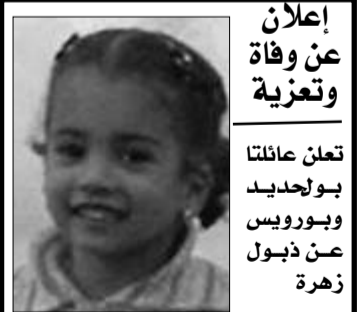 إعلان
عن وفاة
وتعزية
تعلن عائلتا
بولحديد
وبورويس
عن ذبول
زهرة